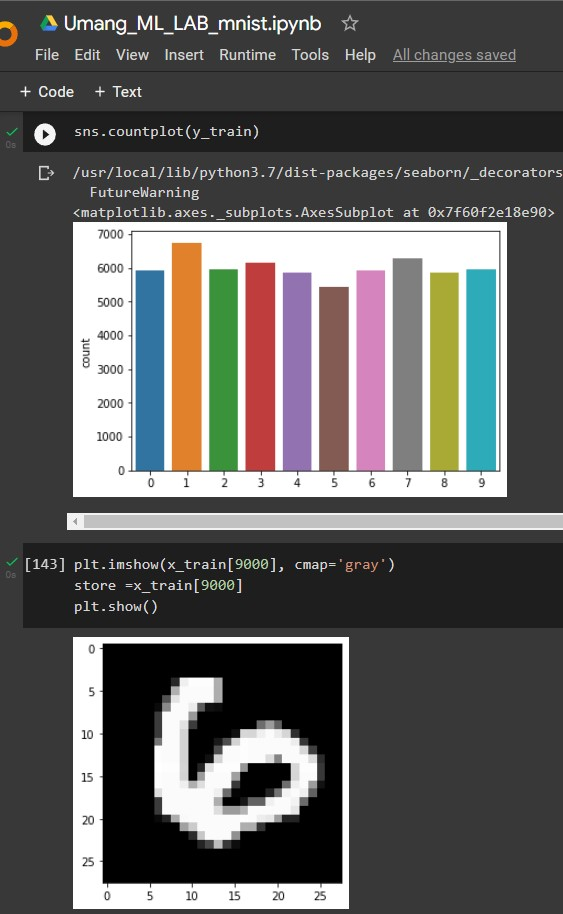 Umang_ML_LAB_mnist.ipynb
File Edit View Insert Runtime Tools Help All changes saved
+ Code + Text
0s
sns.countplot(y_train)
/usr/local/lib/python3.7/dist-packages/seaborn/_decorators
FutureWarning
<matplotlib.axes._subplots.AxesSubplot at 0x7f60f2e18e90>
7000
6000
5000
4000
3000
2000
1000
0
count
0 1 2 3 4 5 6 7 8 9
[143] plt.imshow(x_train[9000], cmap='gray')
0s
store =x_train[9000]
plt.show()
0
5
10
15
20
25
0 5 10 15 20 25